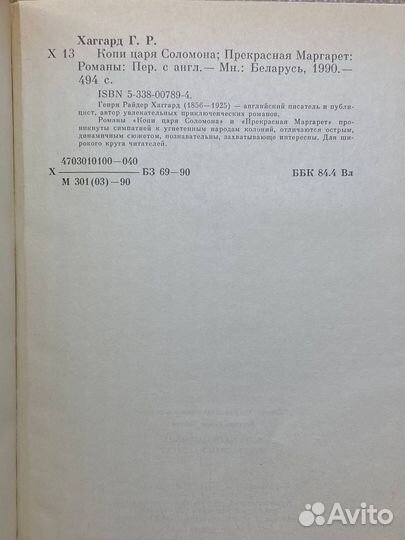 Хаггард Г. Р.
Х 13 Копи царя Соломона; Прекрасная Маргарет:
Романы: Пер. с англ.— Мн.: Беларусь, 1990.—
494 с.
ISBN 5-338-00789-4.
Генри Райдер Хаггард (1856—1925) — английский писатель и публи-
цист, автор увлекательных приключенческих романов.
Романы «Копи царя Соломона» и «Прекрасная Маргарет» про-
никнуты симпатией к угнетенным народам колоний, отличаются острым,
динамичным сюжетом, познавательны, захватывающе интересны. Для ши-
рокого круга читателей.
4703010100—040
Х БЗ 69—90 ББК 84.4 Вл
М 301(03)—90
Avito